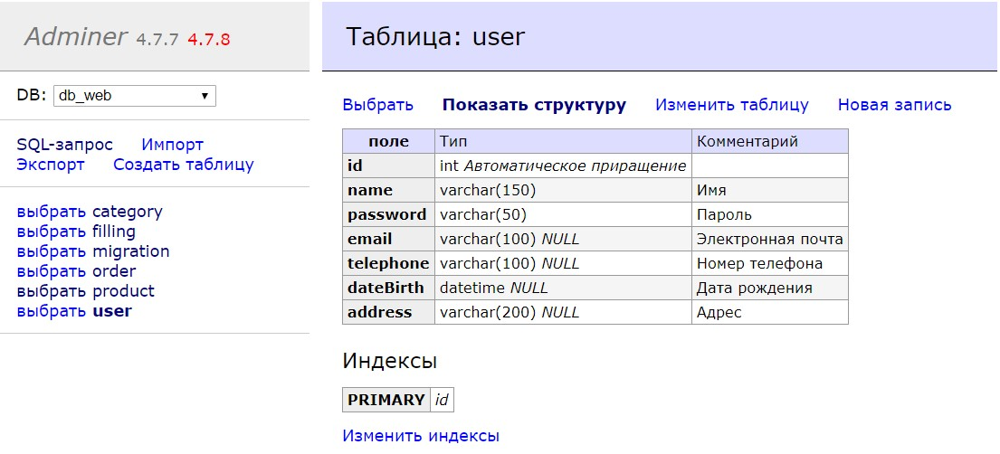 Adminer 4.7.7 4.7.8
DB: db_web
SQL-запрос Импорт
Экспорт Создать таблицу
выбрать category
выбрать filling
выбрать migration
выбрать order
выбрать product
выбрать user
Таблица: user
Выбрать Показать структуру Изменить таблицу Новая запись
поле Тип Комментарий
id int Автоматическое приращение
name varchar(150) Имя
password varchar(50) Пароль
email varchar(100) NULL Электронная почта
telephone varchar(100) NULL Номер телефона
dateBirth datetime NULL Дата рождения
address varchar(200) NULL Адрес
Индексы
PRIMARY id
Изменить индексы